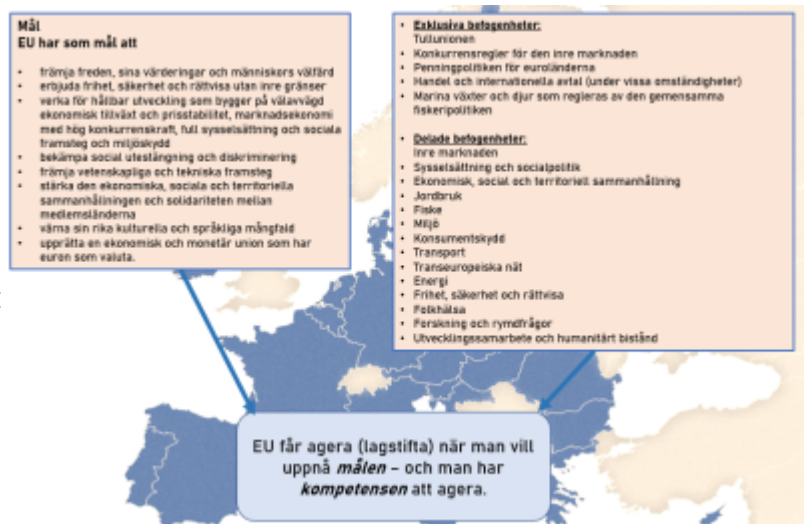 Mål
EU har som mål att
• främja freden, sina värderingar och människors välfärd
• erbjuda frihet, säkerhet och rättvisa utan inre gränser
• verka för hållbar utveckling som bygger på välavvägd
ekonomisk tillväxt och prisstabilitet, marknadsekonomi
med hög konkurrenskraft, full sysselsättning och sociala
framsteg och miljöskydd
• bekämpa social utestängning och diskriminering
• främja vetenskapliga och tekniska framsteg
• stärka den ekonomiska, sociala och territoriella
sammanhållningen och solidariteten mellan
medlemsländerna
• värna sin rika kulturella och språkliga mångfald
• upprätta en ekonomisk och monetär union som har
euron som valuta.
• Exklusiva befogenheter:
Tullunionen
• Konkurrensregler för den inre marknaden
• Penningpolitiken för euroländerna
• Handel och internationella avtal (under vissa omständigheter)
• Marina växter och djur som regleras av den gemensamma
fiskeripolitiken
• Delade befogenheter:
Inre marknaden
• Sysselsättning och socialpolitik
• Ekonomisk, social och territoriell sammanhållning
• Jordbruk
• Fiske
• Miljö
• Konsumentskydd
• Transport
• Transeuropeiska nät
• Energi
• Frihet, säkerhet och rättvisa
• Folkhälsa
• Forskning och rymdfrågor
• Utvecklingssamarbete och humanitärt bistånd
EU får agera (lagstifta) när man vill
uppnå målen – och man har
kompetensen att agera.